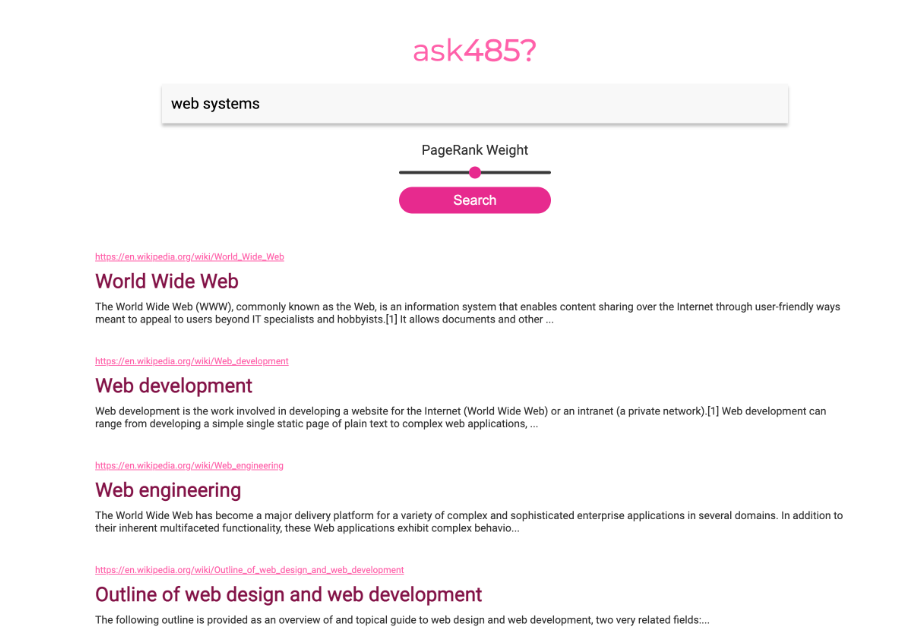 ask485?
web systems
PageRank Weight
Search
https://en.wikipedia.org/wiki/World_Wide_Web
World Wide Web
The World Wide Web (WWW), commonly known as the Web, is an information system that enables content sharing over the Internet through user-friendly ways
meant to appeal to users beyond IT specialists and hobbyists.[1] It allows documents and other ...
https://en.wikipedia.org/wiki/Web_development
Web development
Web development is the work involved in developing a website for the Internet (World Wide Web) or an intranet (a private network).[1] Web development can
range from developing a simple single static page of plain text to complex web applications, ...
https://en.wikipedia.org/wiki/Web_engineering
Web engineering
The World Wide Web has become a major delivery platform for a variety of complex and sophisticated enterprise applications in several domains. In addition to
their inherent multifaceted functionality, these Web applications exhibit complex behavio...
https://en.wikipedia.org/wiki/Outline_of_web_design_and_web_development
Outline of web design and web development
The following outline is provided as an overview of and topical guide to web design and web development, two very related fields:...